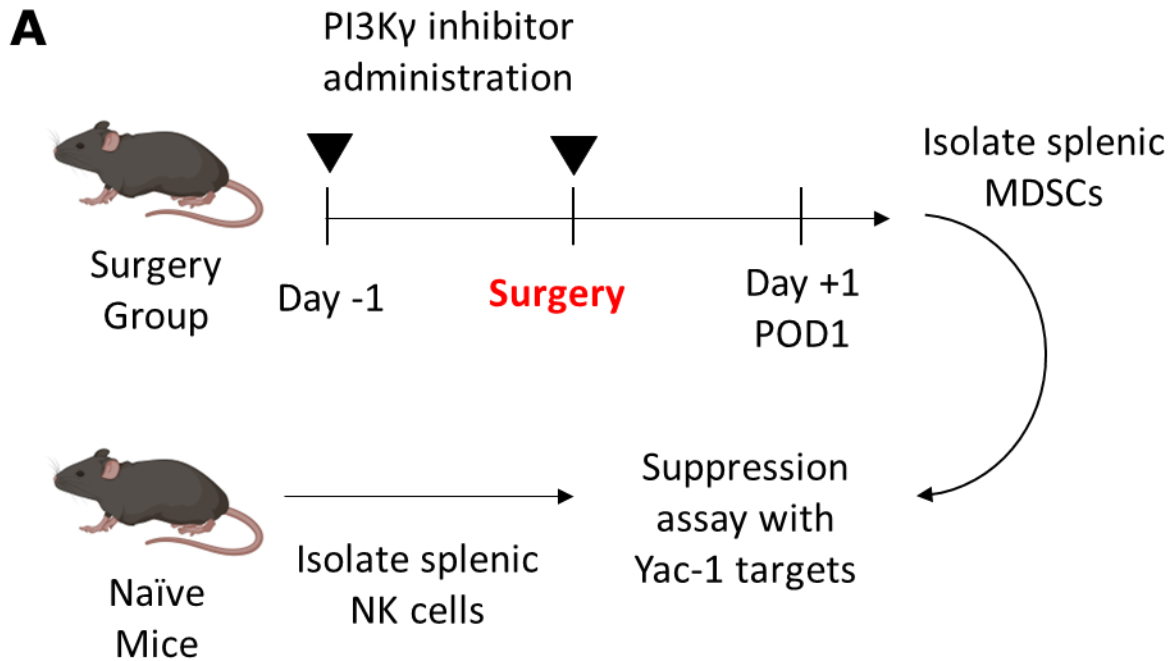 A
PI3Kγ inhibitor
administration
Isolate splenic
MDSCs
Surgery
Group
Day -1
Surgery
Day +1
POD1
Naïve
Mice
Isolate splenic
NK cells
Suppression
assay with
Yac-1 targets